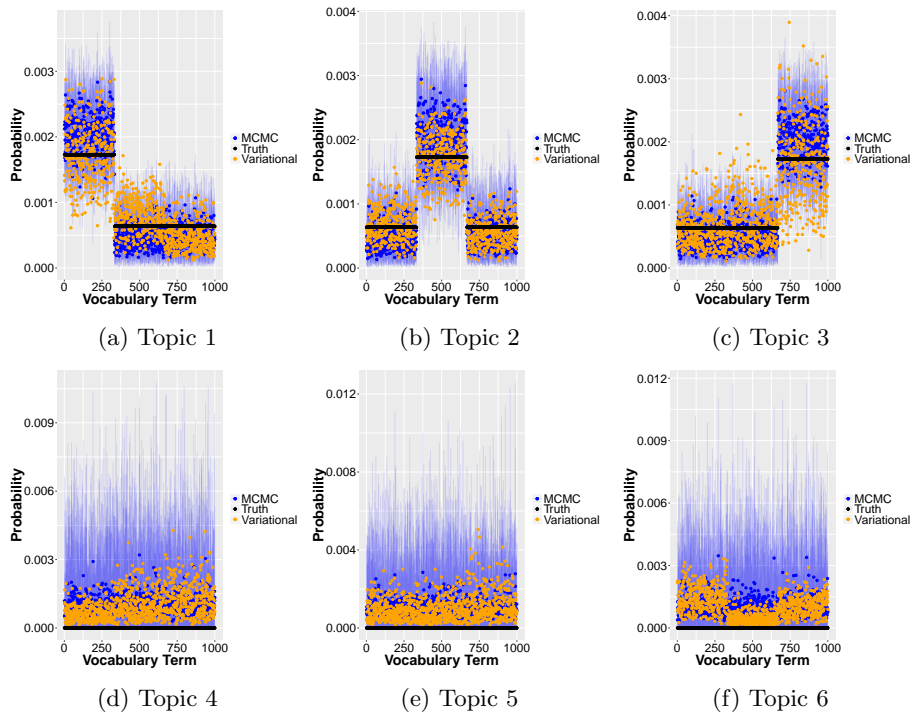 0.003
0.002
0.001
0.000
Probability
0 250 500 750 1000
Vocabulary Term
MCMC
Truth
Variational
(a) Topic 1
0.004
0.003
0.002
0.001
0.000
Probability
0 250 500 750 1000
Vocabulary Term
MCMC
Truth
Variational
(b) Topic 2
0.004
0.003
0.002
0.001
0.000
Probability
0 250 500 750 1000
Vocabulary Term
MCMC
Truth
Variational
(c) Topic 3
0.009
0.006
0.003
0.000
Probability
0 250 500 750 1000
Vocabulary Term
MCMC
Truth
Variational
(d) Topic 4
0.012
0.008
0.004
0.000
Probability
0 250 500 750 1000
Vocabulary Term
MCMC
Truth
Variational
(e) Topic 5
0.012
0.009
0.006
0.003
0.000
Probability
0 250 500 750 1000
Vocabulary Term
MCMC
Truth
Variational
(f) Topic 6